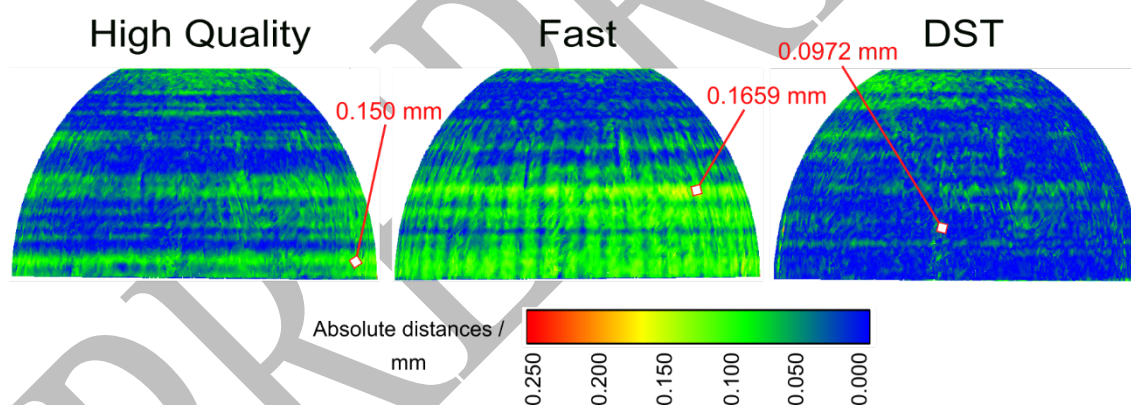 High Quality
Fast
DST
0.150 mm
0.1659 mm
0.0972 mm
Absolute distances /
mm
0.250
0.200
0.150
0.100
0.050
0.000